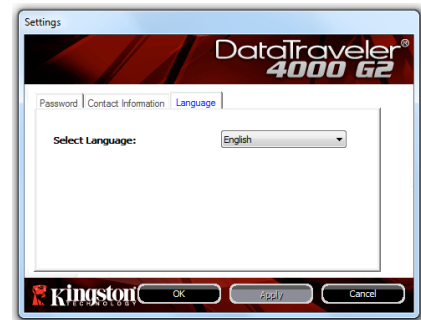 Settings
DataTraveler®
4000 G2
Password Contact Information Language
Select Language: English
Kingston
TECHNOLOGY
OK Apply Cancel